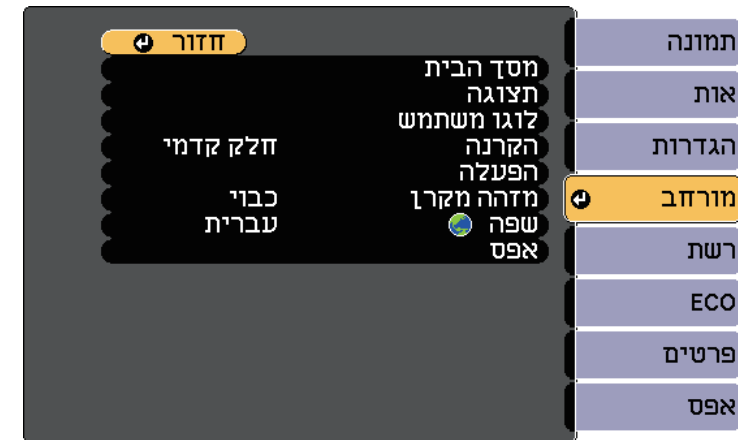 תמונה
אות
הגדרות
מורחב
רשת
ECO
פרטים
אפס
חזור
מסך הבית
תצוגה
לוגו משתמש
הקרנה חלק קדמי
הפעלה
מזהה מקרן כבוי
שפה עברית
אפס